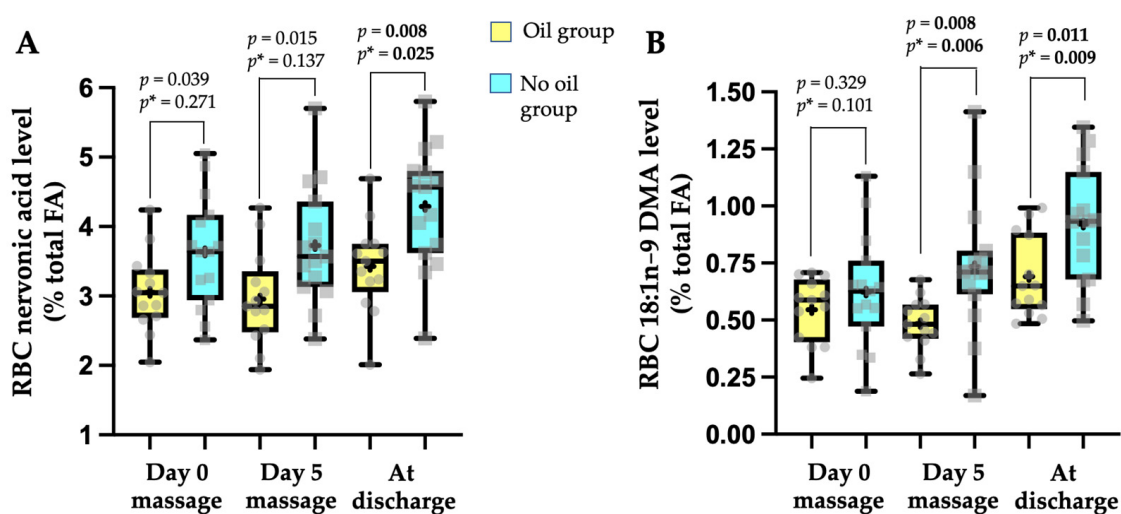 A
p = 0.039
p* = 0.271
p = 0.015
p* = 0.137
p = 0.008
p* = 0.025
Oil group
No oil
group
RBC nervonic acid level
(% total FA)
6
5
4
3
2
1
Day 0
massage
Day 5
massage
At
discharge
B
p = 0.329
p* = 0.101
p = 0.008
p* = 0.006
p = 0.011
p* = 0.009
RBC 18:1n–9 DMA level
(% total FA)
1.50
1.25
1.00
0.75
0.50
0.25
0.00
Day 0
massage
Day 5
massage
At
discharge